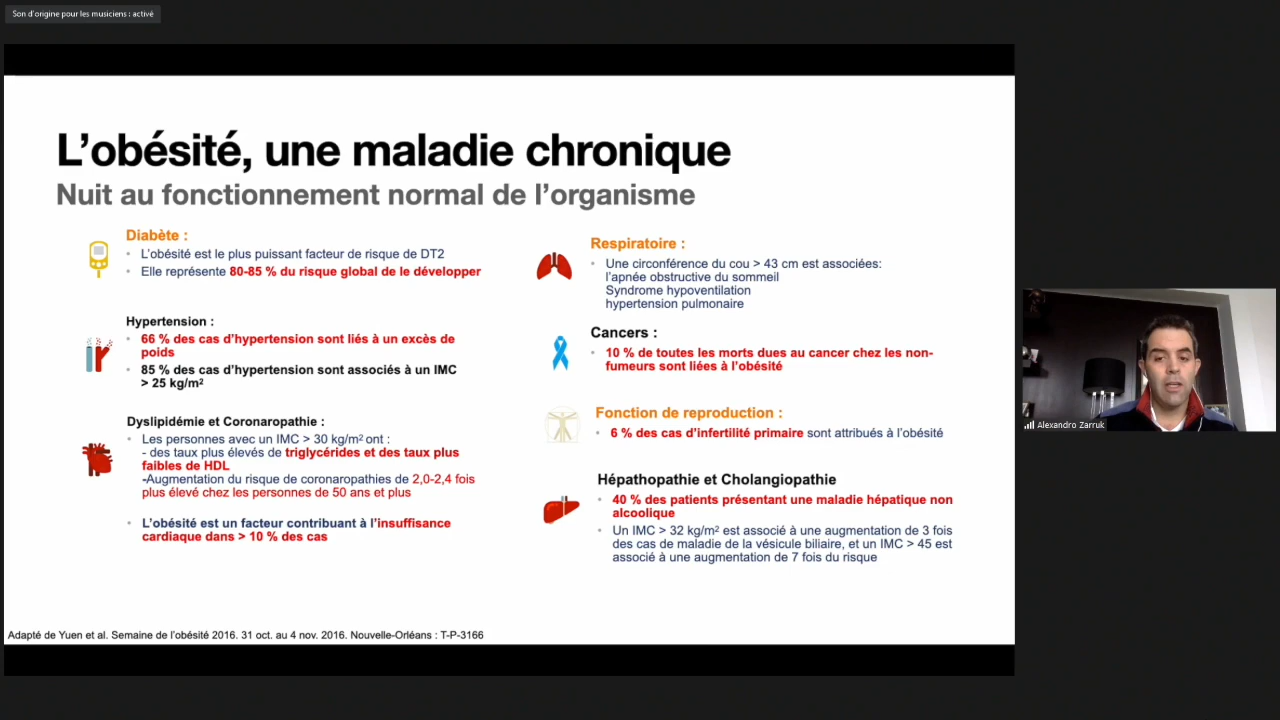 Son d'origine pour les musiciens : activé
L'obésité, une maladie chronique
Nuit au fonctionnement normal de l'organisme
Diabète :
• L'obésité est le plus puissant facteur de risque de DT2
• Elle représente 80-85 % du risque global de le développer
Hypertension :
• 66 % des cas d'hypertension sont liés à un excès de
poids
• 85 % des cas d'hypertension sont associés à un IMC
> 25 kg/m²
Dyslipidémie et Coronaropathie :
• Les personnes avec un IMC > 30 kg/m² ont :
- des taux plus élevés de triglycérides et des taux plus
faibles de HDL
-Augmentation du risque de coronaropathies de 2,0-2,4 fois
plus élevé chez les personnes de 50 ans et plus
• L'obésité est un facteur contribuant à l'insuffisance
cardiaque dans > 10 % des cas
Respiratoire :
• Une circonférence du cou > 43 cm est associées:
l'apnée obstructive du sommeil
Syndrome hypoventilation
hypertension pulmonaire
Cancers :
• 10 % de toutes les morts dues au cancer chez les non-
fumeurs sont liées à l'obésité
Fonction de reproduction :
• 6 % des cas d'infertilité primaire sont attribués à l'obésité
Hépathopathie et Cholangiopathie
• 40 % des patients présentant une maladie hépatique non
alcoolique
• Un IMC > 32 kg/m² est associé à une augmentation de 3 fois
des cas de maladie de la vésicule biliaire, et un IMC > 45 est
associé à une augmentation de 7 fois du risque
Adapté de Yuen et al. Semaine de l'obésité 2016. 31 oct. au 4 nov. 2016. Nouvelle-Orléans : T-P-3166
Alexandro Zarruk